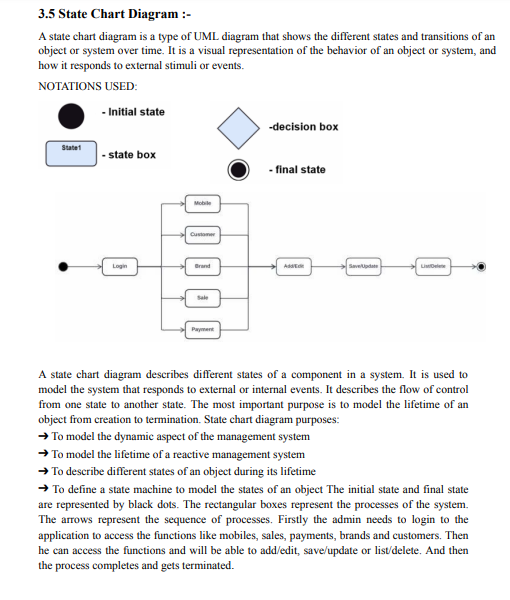 3.5 State Chart Diagram :-
A state chart diagram is a type of UML diagram that shows the different states and transitions of an
object or system over time. It is a visual representation of the behavior of an object or system, and
how it responds to external stimuli or events.
NOTATIONS USED:
- Initial state
-decision box
State1
- state box
- final state
Mobile
Customer
Login
Brand
Add/Edit
Save/Update
List/Delete
Sale
Payment
A state chart diagram describes different states of a component in a system. It is used to
model the system that responds to external or internal events. It describes the flow of control
from one state to another state. The most important purpose is to model the lifetime of an
object from creation to termination. State chart diagram purposes:
➔ To model the dynamic aspect of the management system
➔ To model the lifetime of a reactive management system
➔ To describe different states of an object during its lifetime
➔ To define a state machine to model the states of an object The initial state and final state
are represented by black dots. The rectangular boxes represent the processes of the system.
The arrows represent the sequence of processes. Firstly the admin needs to login to the
application to access the functions like mobiles, sales, payments, brands and customers. Then
he can access the functions and will be able to add/edit, save/update or list/delete. And then
the process completes and gets terminated.